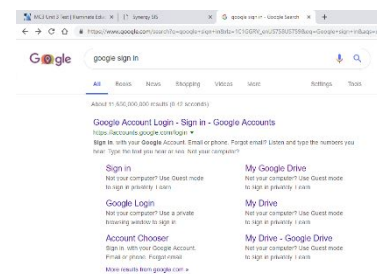 MC3 Unit 2 Test | Illuminate Educ
Synergy SIS
google sign in - Google Search
Google
google sign in
All Books News Shopping Videos More Settings Tools
About 11,600,000,000 results
Google Account Login - Sign in - Google Accounts
https://accounts.google.com/login
Sign in with your Google Account. Email or phone. Forgot email? Listen and type the numbers you
hear. Type the text you hear or see. Not your computer?
Sign in
Not your computer? Use Guest mode
to sign in privately. Learn
Google Login
Not your computer? Use a private
browsing window to sign in
Account Chooser
Sign in with your Google Account.
Email or phone. Forgot email
My Google Drive
Not your computer? Use Guest mode
to sign in privately. Learn
My Drive
Not your computer? Use Guest mode
to sign in privately. Learn
My Drive - Google Drive
Not your computer? Use Guest mode
to sign in privately. Learn
More results from google.com »